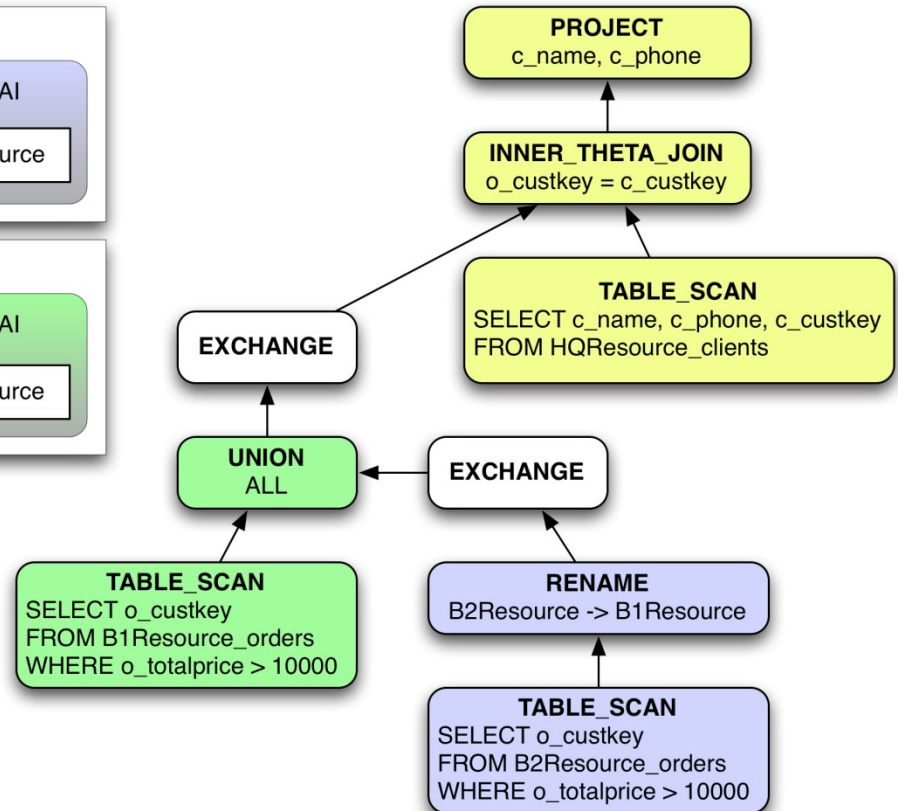 AI
urce
AI
urce
PROJECT
c_name, c_phone
INNER_THETA_JOIN
o_custkey = c_custkey
TABLE_SCAN
SELECT c_name, c_phone, c_custkey
FROM HQResource_clients
EXCHANGE
UNION
ALL
EXCHANGE
TABLE_SCAN
SELECT o_custkey
FROM B1Resource_orders
WHERE o_totalprice > 10000
RENAME
B2Resource -> B1Resource
TABLE_SCAN
SELECT o_custkey
FROM B2Resource_orders
WHERE o_totalprice > 10000